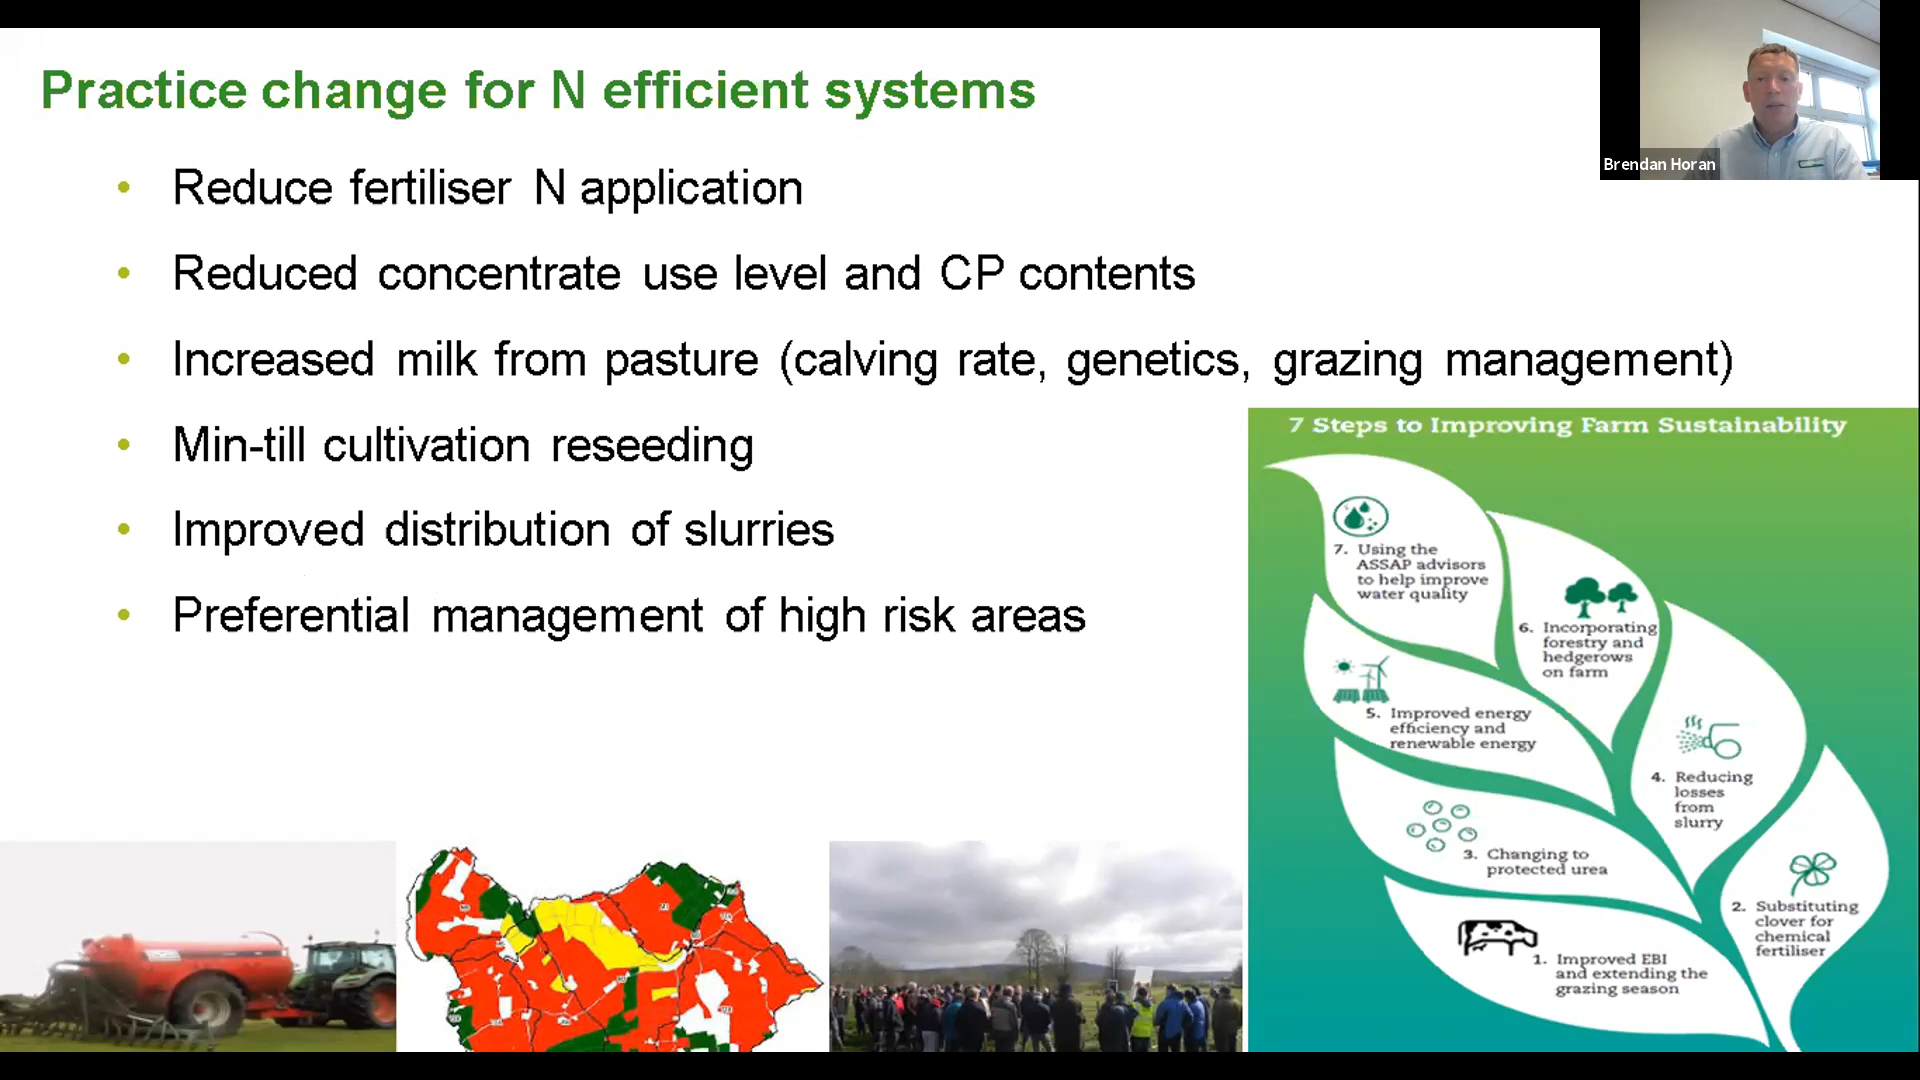 Practice change for N efficient systems
Brendan Horan
• Reduce fertiliser N application
• Reduced concentrate use level and CP contents
• Increased milk from pasture (calving rate, genetics, grazing management)
• Min-till cultivation reseeding
• Improved distribution of slurries
• Preferential management of high risk areas
7 Steps to Improving Farm Sustainability
7. Using the
ASSAP advisors
to help improve
water quality
6. Incorporating
forestry and
hedgerows
on farm
5. Improved energy
efficiency and
renewable energy
4. Reducing
losses
from
slurry
3. Changing to
protected urea
2. Substituting
clover for
chemical
fertiliser
1. Improved EBI
and extending the
grazing season